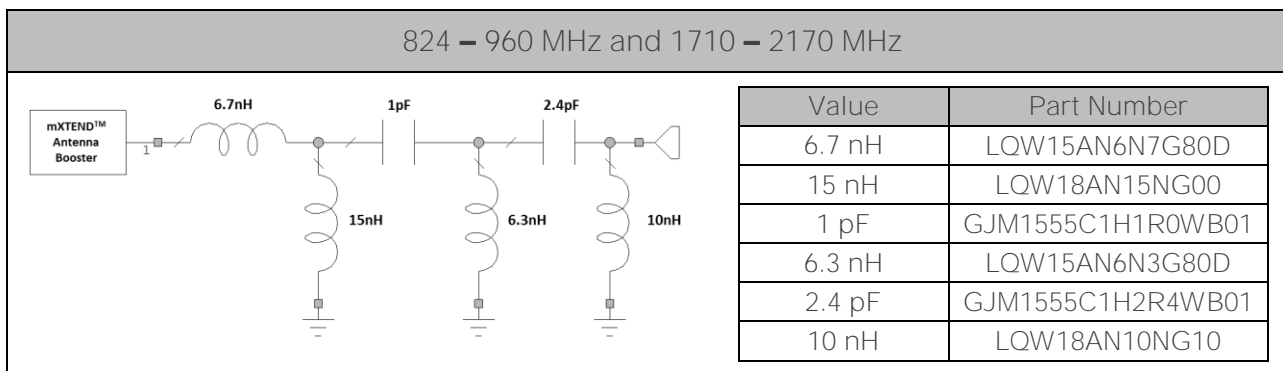 824 – 960 MHz and 1710 – 2170 MHz
6.7nH
1pF
2.4pF
mXTEND™
Antenna
Booster
1
15nH
6.3nH
10nH
Value Part Number
6.7 nH LQW15AN6N7G80D
15 nH LQW18AN15NG00
1 pF GJM1555C1H1R0WB01
6.3 nH LQW15AN6N3G80D
2.4 pF GJM1555C1H2R4WB01
10 nH LQW18AN10NG10